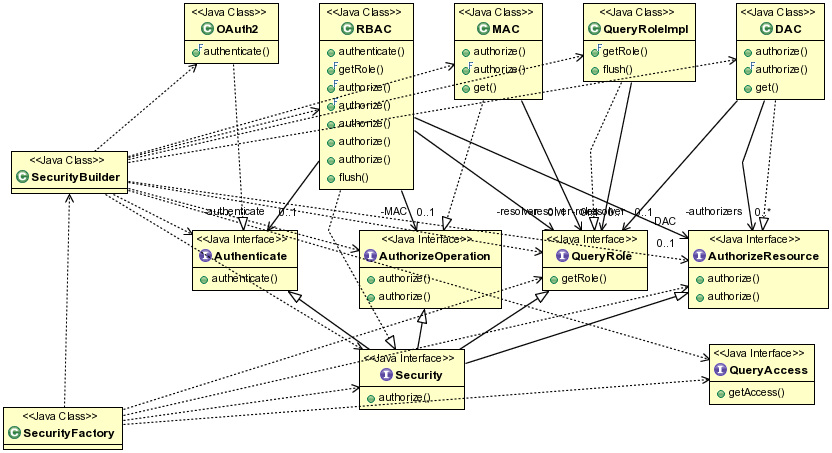 <<Java Class>>
OAuth2
F authenticate()
<<Java Class>>
RBAC
authenticate()
F getRole()
F authorize()
F authorize()
authorize()
authorize()
authorize()
flush()
<<Java Class>>
MAC
authorize()
F authorize()
get()
<<Java Class>>
QueryRoleImpl
F getRole()
flush()
<<Java Class>>
DAC
F authorize()
F authorize()
get()
<<Java Class>>
SecurityBuilder
-authenticate 0..1
-MAC 0..1
-resolver
0..1
0..1
DAC
0..1
-authorizers 0..*
<<Java Interface>>
Authenticate
authenticate()
<<Java Interface>>
AuthorizeOperation
authorize()
authorize()
<<Java Interface>>
QueryRole
getRole()
<<Java Interface>>
AuthorizeResource
authorize()
authorize()
<<Java Interface>>
Security
authorize()
<<Java Interface>>
QueryAccess
getAccess()
<<Java Class>>
SecurityFactory